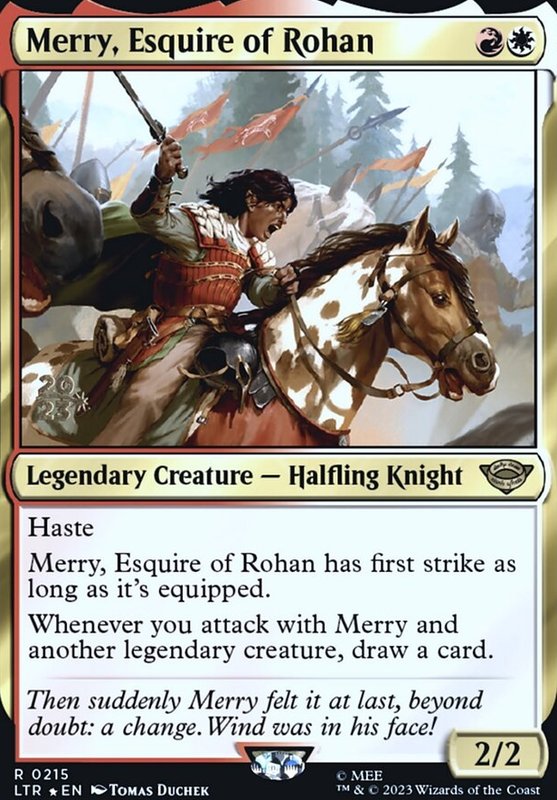 Merry, Esquire of Rohan
20
23
Legendary Creature — Halfling Knight
Haste
Merry, Esquire of Rohan has first strike as
long as it's equipped.
Whenever you attack with Merry and
another legendary creature, draw a card.
Then suddenly Merry felt it at last, beyond
doubt: a change. Wind was in his face!
2/2
R 0215
LTR ★ EN Tomas Duchek
© MEE
™ & © 2023 Wizards of the Coast